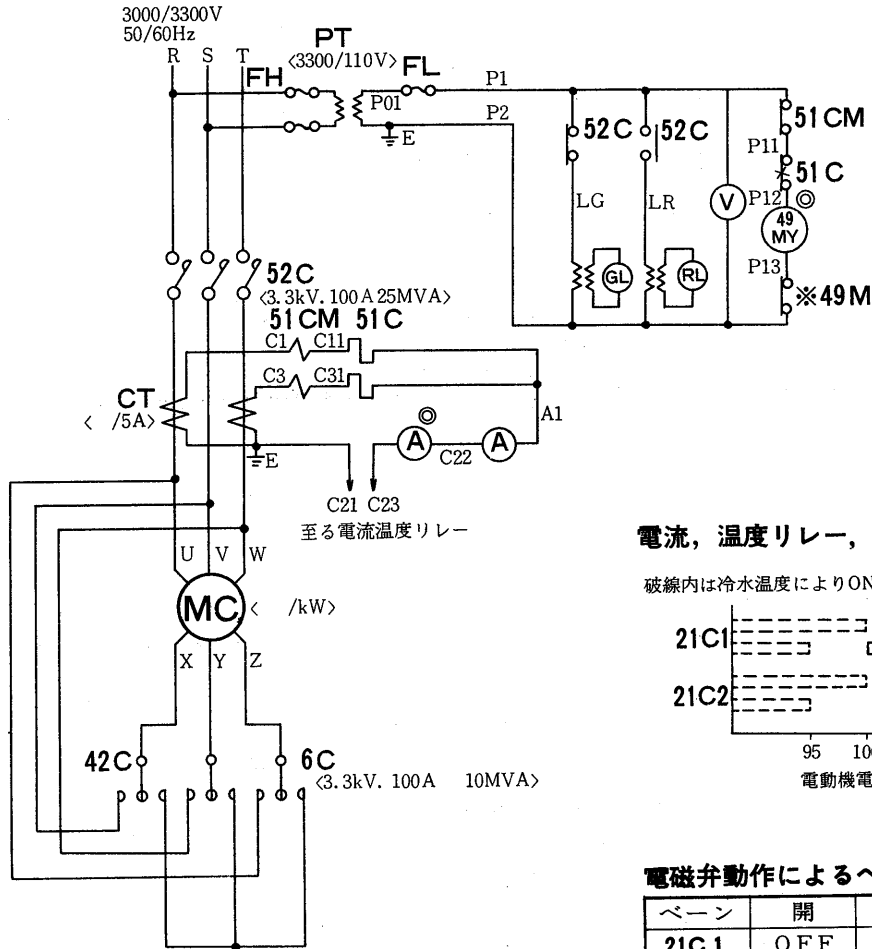 3000/3300V
50/60Hz
R S T
PT
〈3300/110V〉
FH
FL
P01
P1
P2
E
52C
52C
51CM
P11
51C
P12
◎
V
49
MY
P13
※49M
LG
LR
GL
RL
52C
〈3.3kV. 100A 25MVA〉
51CM 51C
C1 C11
C3 C31
CT
〈 /5A〉
A1
◎
A
C22
A
E
C21 C23
至る電流温度リレー
U V W
MC
〈 /kW〉
X Y Z
42C
6C
〈3.3kV. 100A 10MVA〉
電流，温度リレー，
破線内は冷水温度によりON
21C1
21C2
95 10
電動機電
電磁弁動作によるベ
ベーン 開
21C1 OFF